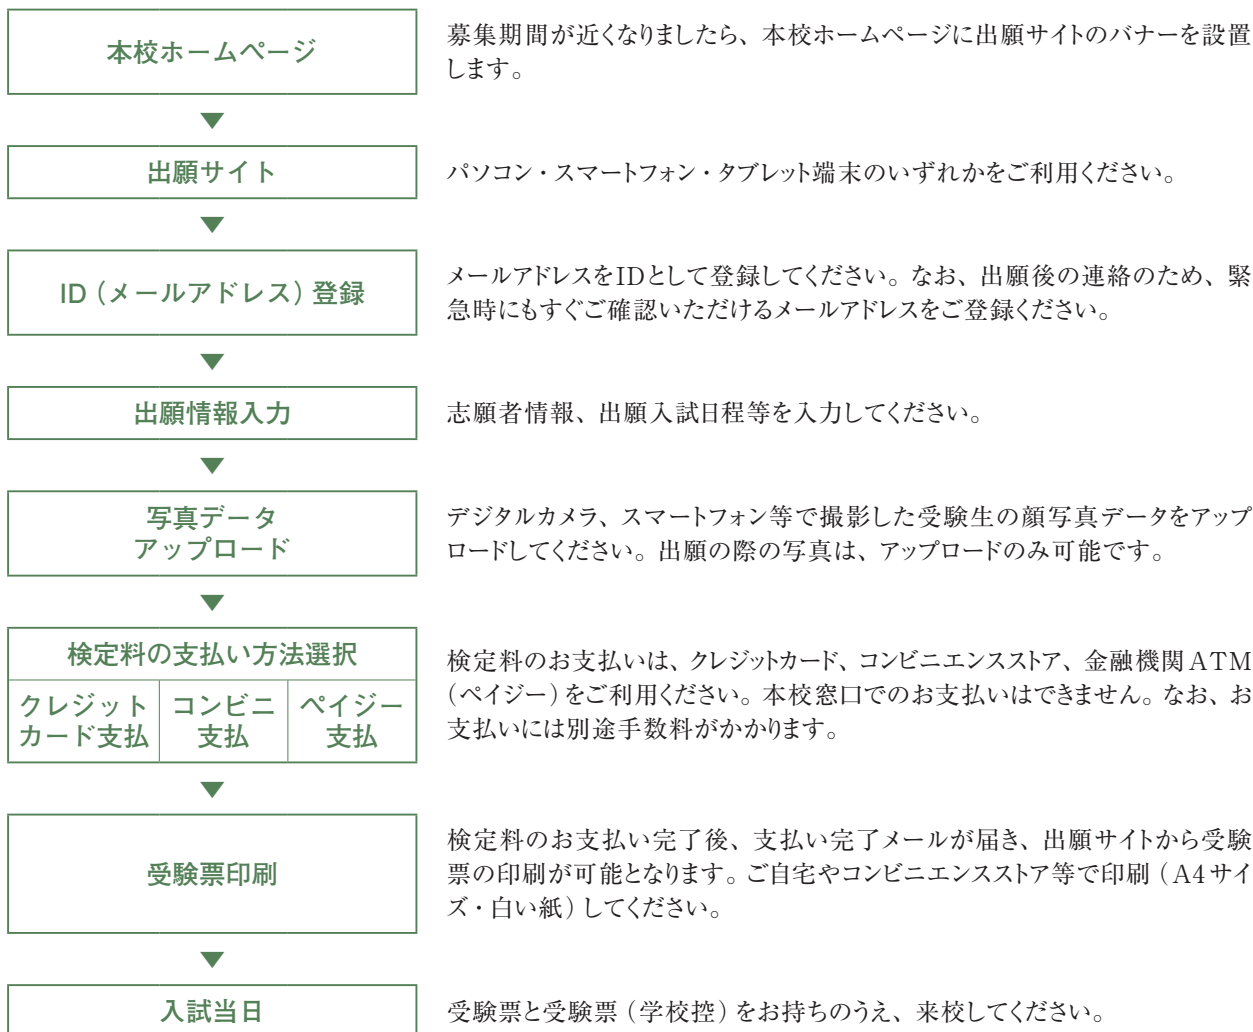 本校ホームページ
募集期間が近くなりましたら、本校ホームページに出願サイトのバナーを設置
します。
▼
出願サイト
パソコン・スマートフォン・タブレット端末のいずれかをご利用ください。
▼
ID（メールアドレス）登録
メールアドレスをIDとして登録してください。なお、出願後の連絡のため、緊
急時にもすぐご確認いただけるメールアドレスをご登録ください。
▼
出願情報入力
志願者情報、出願入試日程等を入力してください。
▼
写真データ
アップロード
デジタルカメラ、スマートフォン等で撮影した受験生の顔写真データをアップ
ロードしてください。出願の際の写真は、アップロードのみ可能です。
▼
検定料の支払い方法選択
クレジット
カード支払
コンビニ
支払
ペイジー
支払
検定料のお支払いは、クレジットカード、コンビニエンスストア、金融機関ATM
（ペイジー）をご利用ください。本校窓口でのお支払いはできません。なお、お
支払いには別途手数料がかかります。
▼
受験票印刷
検定料のお支払い完了後、支払い完了メールが届き、出願サイトから受験
票の印刷が可能となります。ご自宅やコンビニエンスストア等で印刷（A4サイ
ズ・白い紙）してください。
▼
入試当日
受験票と受験票（学校控）をお持ちのうえ、来校してください。